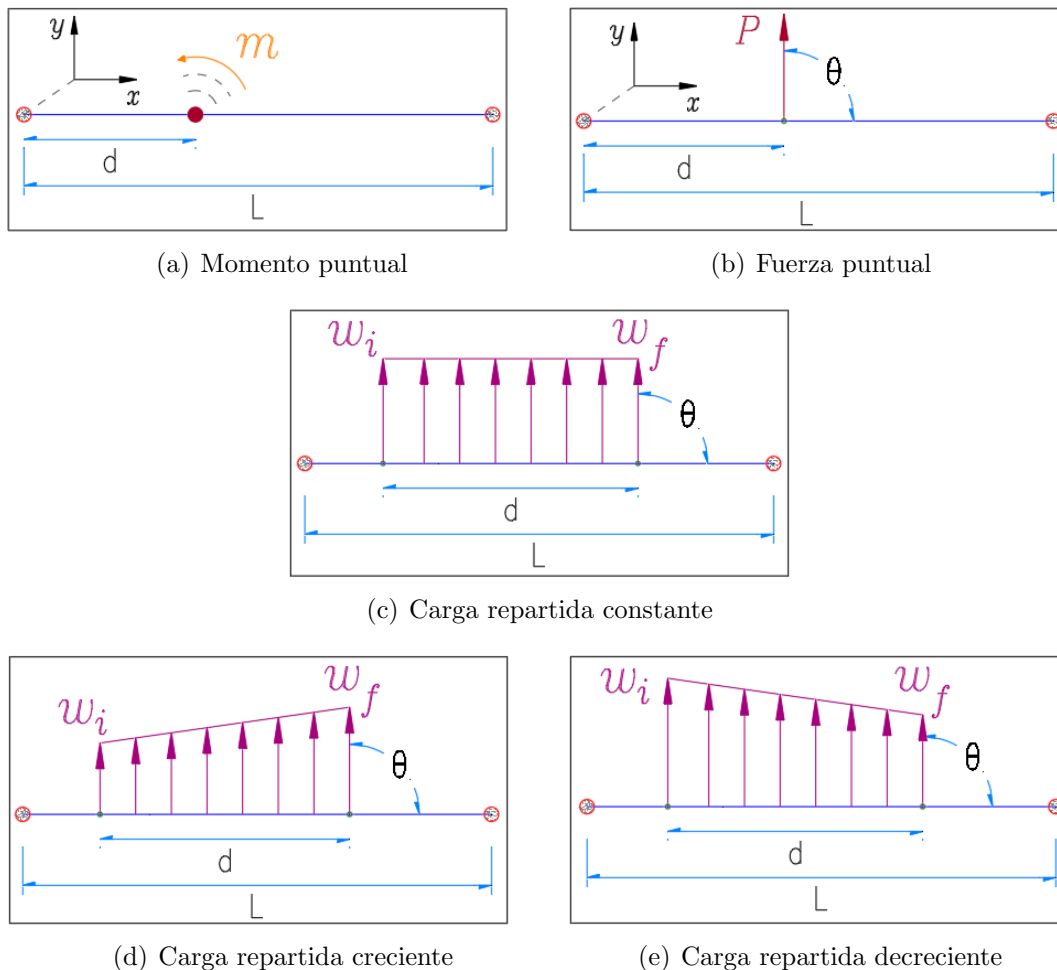 y
m
x
d
L
(a) Momento puntual
y
P
θ
x
d
L
(b) Fuerza puntual
w_i
w_f
θ
d
L
(c) Carga repartida constante
w_i
w_f
θ
d
L
(d) Carga repartida creciente
w_i
w_f
θ
d
L
(e) Carga repartida decreciente